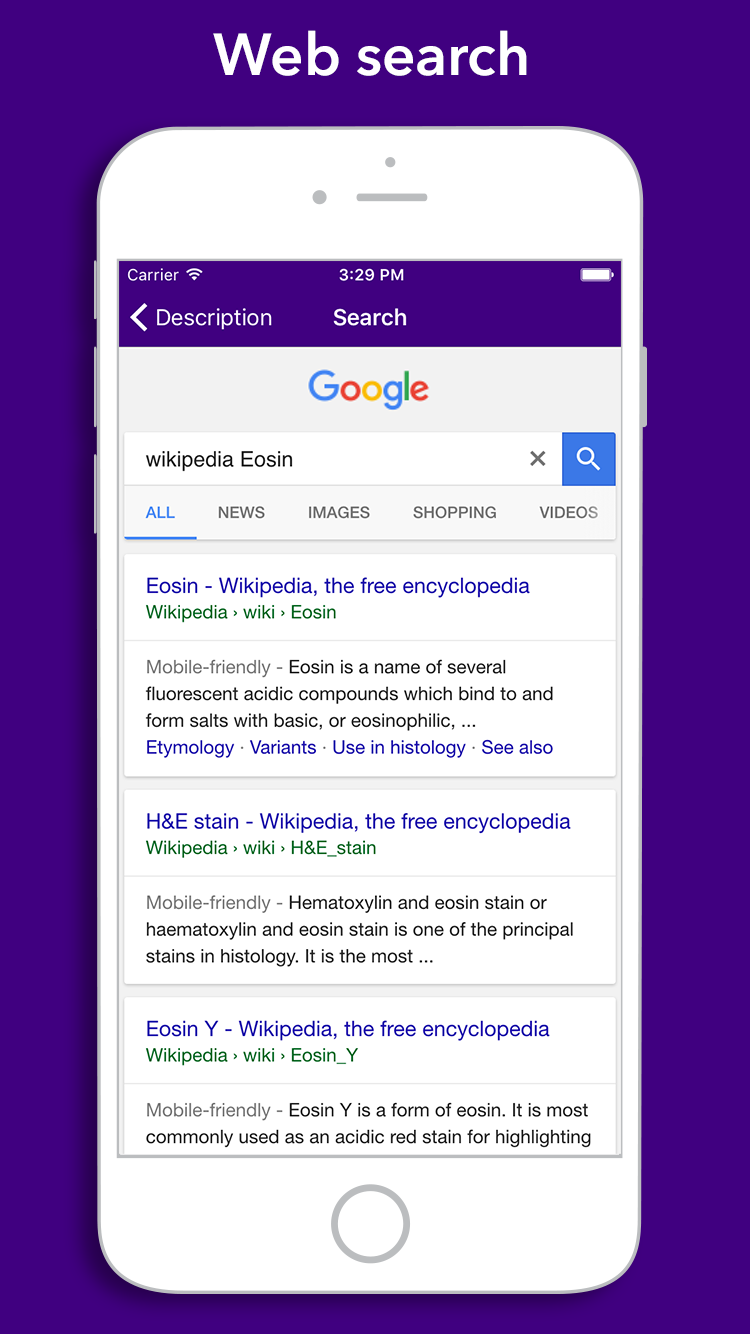 Web search
Carrier 3:29 PM
Description Search
Google
wikipedia Eosin
ALL NEWS IMAGES SHOPPING VIDEOS
Eosin - Wikipedia, the free encyclopedia
Wikipedia › wiki › Eosin
Mobile-friendly - Eosin is a name of several
fluorescent acidic compounds which bind to and
form salts with basic, or eosinophilic, ...
Etymology · Variants · Use in histology · See also
H&E stain - Wikipedia, the free encyclopedia
Wikipedia › wiki › H&E_stain
Mobile-friendly - Hematoxylin and eosin stain or
haematoxylin and eosin stain is one of the principal
stains in histology. It is the most ...
Eosin Y - Wikipedia, the free encyclopedia
Wikipedia › wiki › Eosin_Y
Mobile-friendly - Eosin Y is a form of eosin. It is most
commonly used as an acidic red stain for highlighting